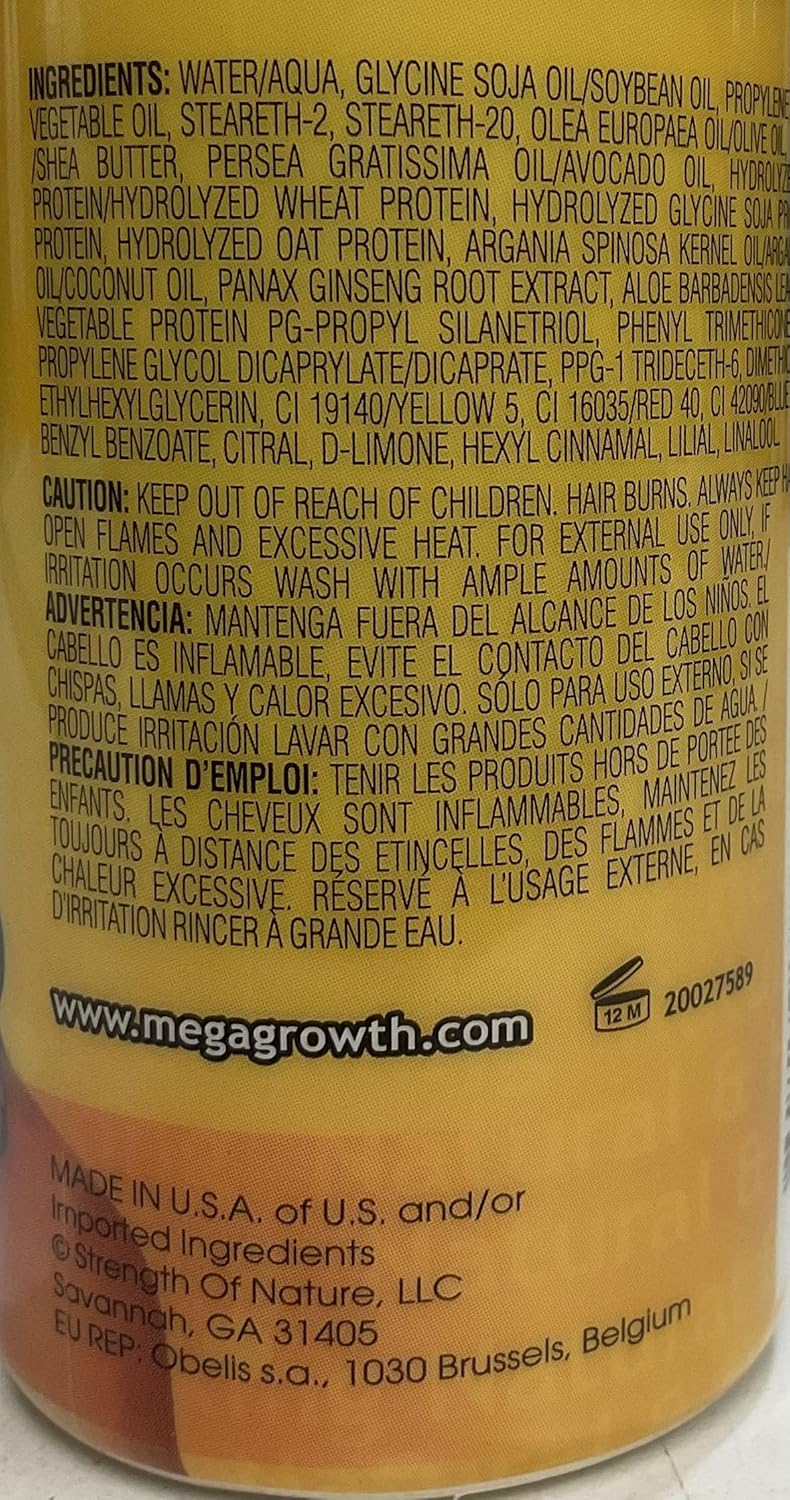 INGREDIENTS: WATER/AQUA, GLYCINE SOJA OIL/SOYBEAN OIL, PROPYLENE
VEGETABLE OIL, STEARETH-2, STEARETH-20, OLEA EUROPAEA OIL/OLIVE OIL,
/SHEA BUTTER, PERSEA GRATISSIMA OIL/AVOCADO OIL,
PROTEIN/HYDROLYZED WHEAT PROTEIN, HYDROLYZED GLYCINE SOJA
PROTEIN, HYDROLYZED OAT PROTEIN, ARGANIA SPINOSA KERNEL
OIL/COCONUT OIL, PANAX GINSENG ROOT EXTRACT, ALOE BARBADENSIS
VEGETABLE PROTEIN PG-PROPYL SILANETRIOL, PHENYL TRIMETHICONE
PROPYLENE GLYCOL DICAPRYLATE/DICAPRATE, PPG-1 TRIDECETH-6,
ETHYLHEXYLGLYCERIN, CI 19140/YELLOW 5, CI 16035/RED 40, CI 42090/BLUE
BENZYL BENZOATE, CITRAL, D-LIMONE, HEXYL CINNAMAL, LILIAL, LINALOOL
CAUTION: KEEP OUT OF REACH OF CHILDREN. HAIR BURNS. ALWAYS KEEP
OPEN FLAMES AND EXCESSIVE HEAT. FOR EXTERNAL USE ONLY, IF
IRRITATION OCCURS WASH WITH AMPLE AMOUNTS OF WATER./
ADVERTENCIA: MANTENGA FUERA DEL ALCANCE DE LOS NIÑOS. EL
CABELLO ES INFLAMABLE, EVITE EL CONTACTO DEL CABELLO CON
CHISPAS, LLAMAS Y CALOR EXCESIVO. SÓLO PARA USO EXTERNO, SI SE
PRODUCE IRRITACIÓN LAVAR CON GRANDES CANTIDADES DE AGUA. /
PRECAUTION D'EMPLOI: TENIR LES PRODUITS HORS DE PORTEE DES
ENFANTS. LES CHEVEUX SONT INFLAMMABLES, MAINTENEZ LES
TOUJOURS À DISTANCE DES ETINCELLES, DES FLAMMES ET DE LA
CHALEUR EXCESSIVE. RÉSERVÉ À L'USAGE EXTERNE, EN CAS
D'IRRITATION RINCER À GRANDE EAU.
www.megagrowth.com
12 M 20027589
MADE IN U.S.A. of U.S. and/or
Imported Ingredients
© Strength Of Nature, LLC
Savannah, GA 31405
EU REP: Obelis s.a., 1030 Brussels, Belgium